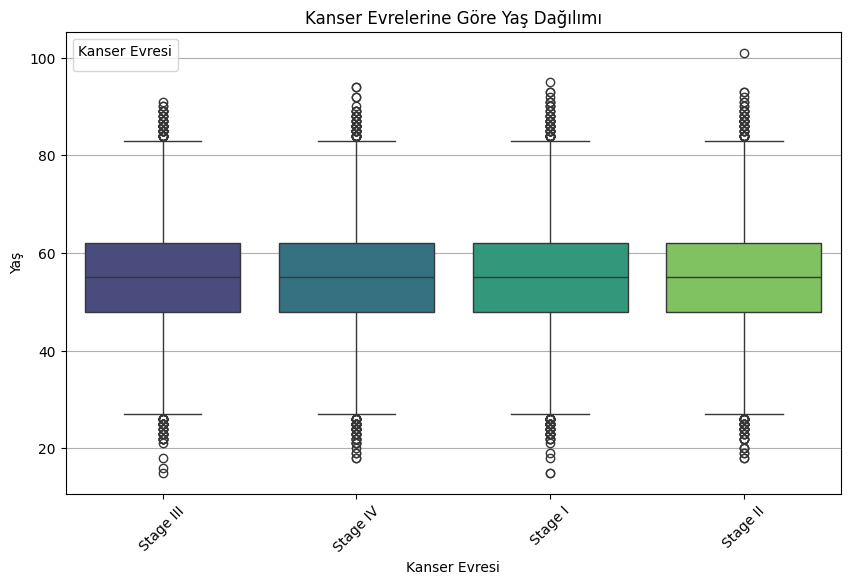 Kanser Evrelerine Göre Yaş Dağılımı
Kanser Evresi
100
80
60
40
20
Yaş
Stage III
Stage IV
Stage I
Stage II
Kanser Evresi